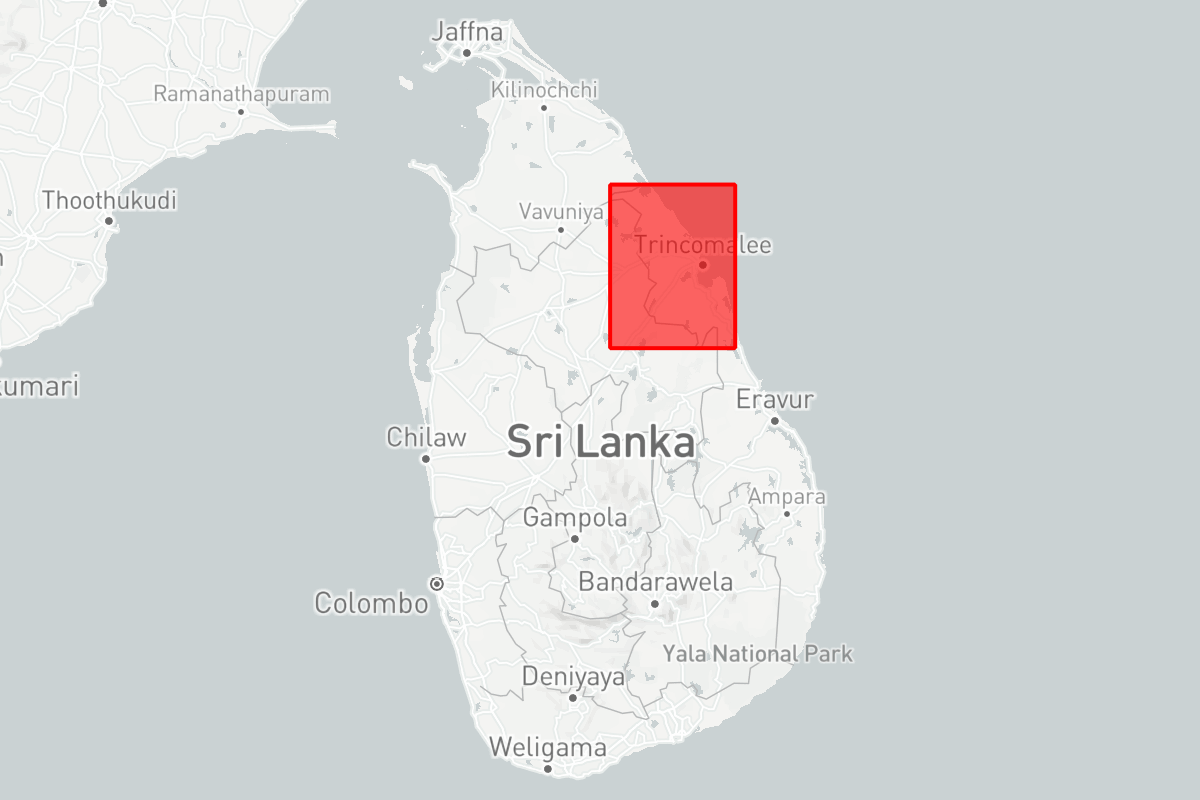 Jaffna
Kilinochchi
Ramanathapuram
Thoothukudi
Vavuniya
Trincomalee
kumari
Eravur
Chilaw
Sri Lanka
Ampara
Gampola
Bandarawela
Colombo
Yala National Park
Deniyaya
Weligama